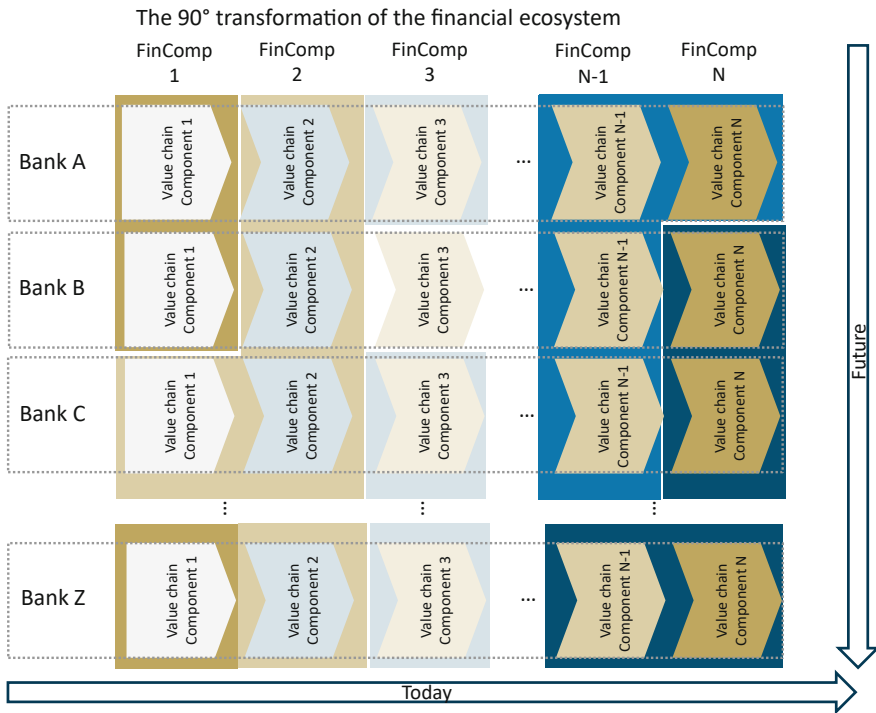 The 90° transformation of the financial ecosystem
FinComp
1
FinComp
2
FinComp
3
FinComp
N-1
FinComp
N
Bank A
Value chain
Component 1
Value chain
Component 2
Value chain
Component 3
...
Value chain
Component N-1
Value chain
Component N
Bank B
Value chain
Component 1
Value chain
Component 2
Value chain
Component 3
...
Value chain
Component N-1
Value chain
Component N
Bank C
Value chain
Component 1
Value chain
Component 2
Value chain
Component 3
...
Value chain
Component N-1
Value chain
Component N
...
...
...
Bank Z
Value chain
Component 1
Value chain
Component 2
Value chain
Component 3
...
Value chain
Component N-1
Value chain
Component N
Future
Today